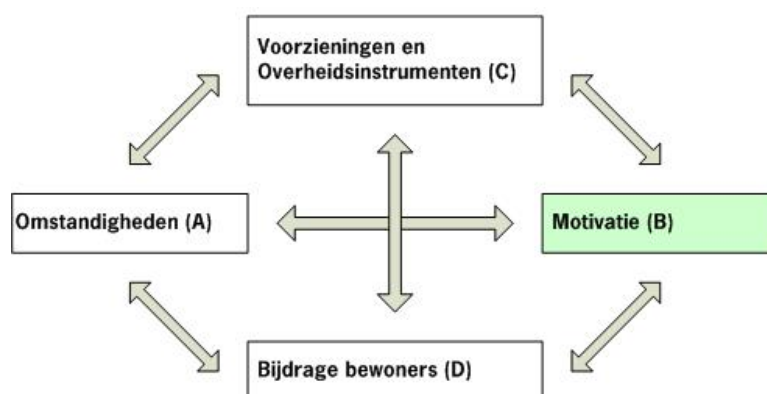 Voorzieningen en
Overheidsinstrumenten (C)
Omstandigheden (A)
Motivatie (B)
Bijdrage bewoners (D)